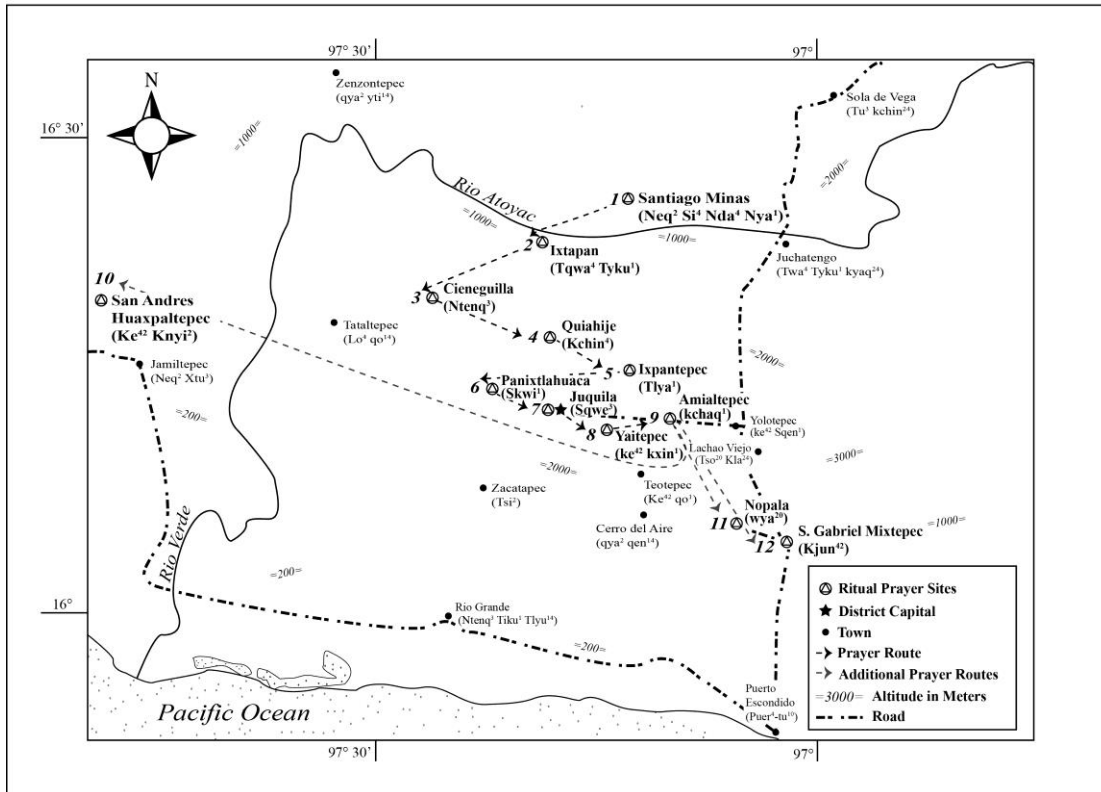 97° 30'
97°
N
Zenzontepec
(qya² yti¹⁴)
Sola de Vega
(Tu³ kchin²⁴)
16° 30'
=1000=
=2000=
Rio Atoyac
1
Santiago Minas
(Neq² Si⁴ Nda⁴ Nya¹)
=1000=
=1000=
2
Ixtapan
(Tqwa⁴ Tyku¹)
Juchatengo
(Twa⁴ Tyku¹ kyaq²⁴)
10
San Andres
Huaxpaltepec
(Ke⁴² Knyi²)
3
Cieneguilla
(Ntenq³)
Tataltepec
(Lo⁴ qo¹⁴)
4
Quiahije
(Kchin⁴)
=2000=
Jamiltepec
(Neq² Xtu³)
5
Ixpantepec
(Tlya¹)
6
Panixtlahuaca
(Skwi¹)
=200=
7
Juquila
(Sqwe³)
9
Amialtepec
(kchaq¹)
8
Yaitepec
(ke⁴² kxin¹)
Yolotepec
(ke⁴² Sqen¹)
Lachao Viejo
(Tso²⁰ Kla²⁴)
=3000=
=2000=
Zacatapec
(Tsi²)
Teotepec
(Ke⁴² qo¹)
Cerro del Aire
(qya² qen¹⁴)
11
Nopala
(wya²⁰)
12
S. Gabriel Mixtepec
(Kjun⁴²)
=1000=
Rio Verde
=200=
16°
Rio Grande
(Ntenq³ Tiku¹ Tlyu¹⁴)
=200=
Puerto
Escondido
(Puer⁴-tu¹⁰)
Pacific Ocean
Ritual Prayer Sites
District Capital
Town
Prayer Route
Additional Prayer Routes
=3000= Altitude in Meters
Road
97° 30'
97°